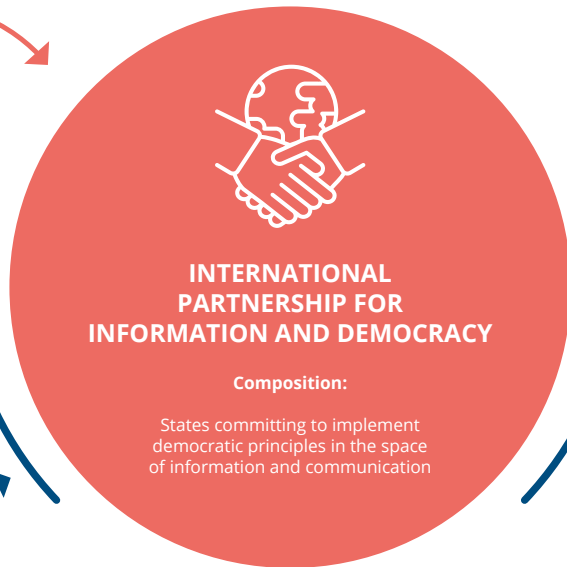 INTERNATIONAL
PARTNERSHIP FOR
INFORMATION AND DEMOCRACY
Composition:
States committing to implement
democratic principles in the space
of information and communication